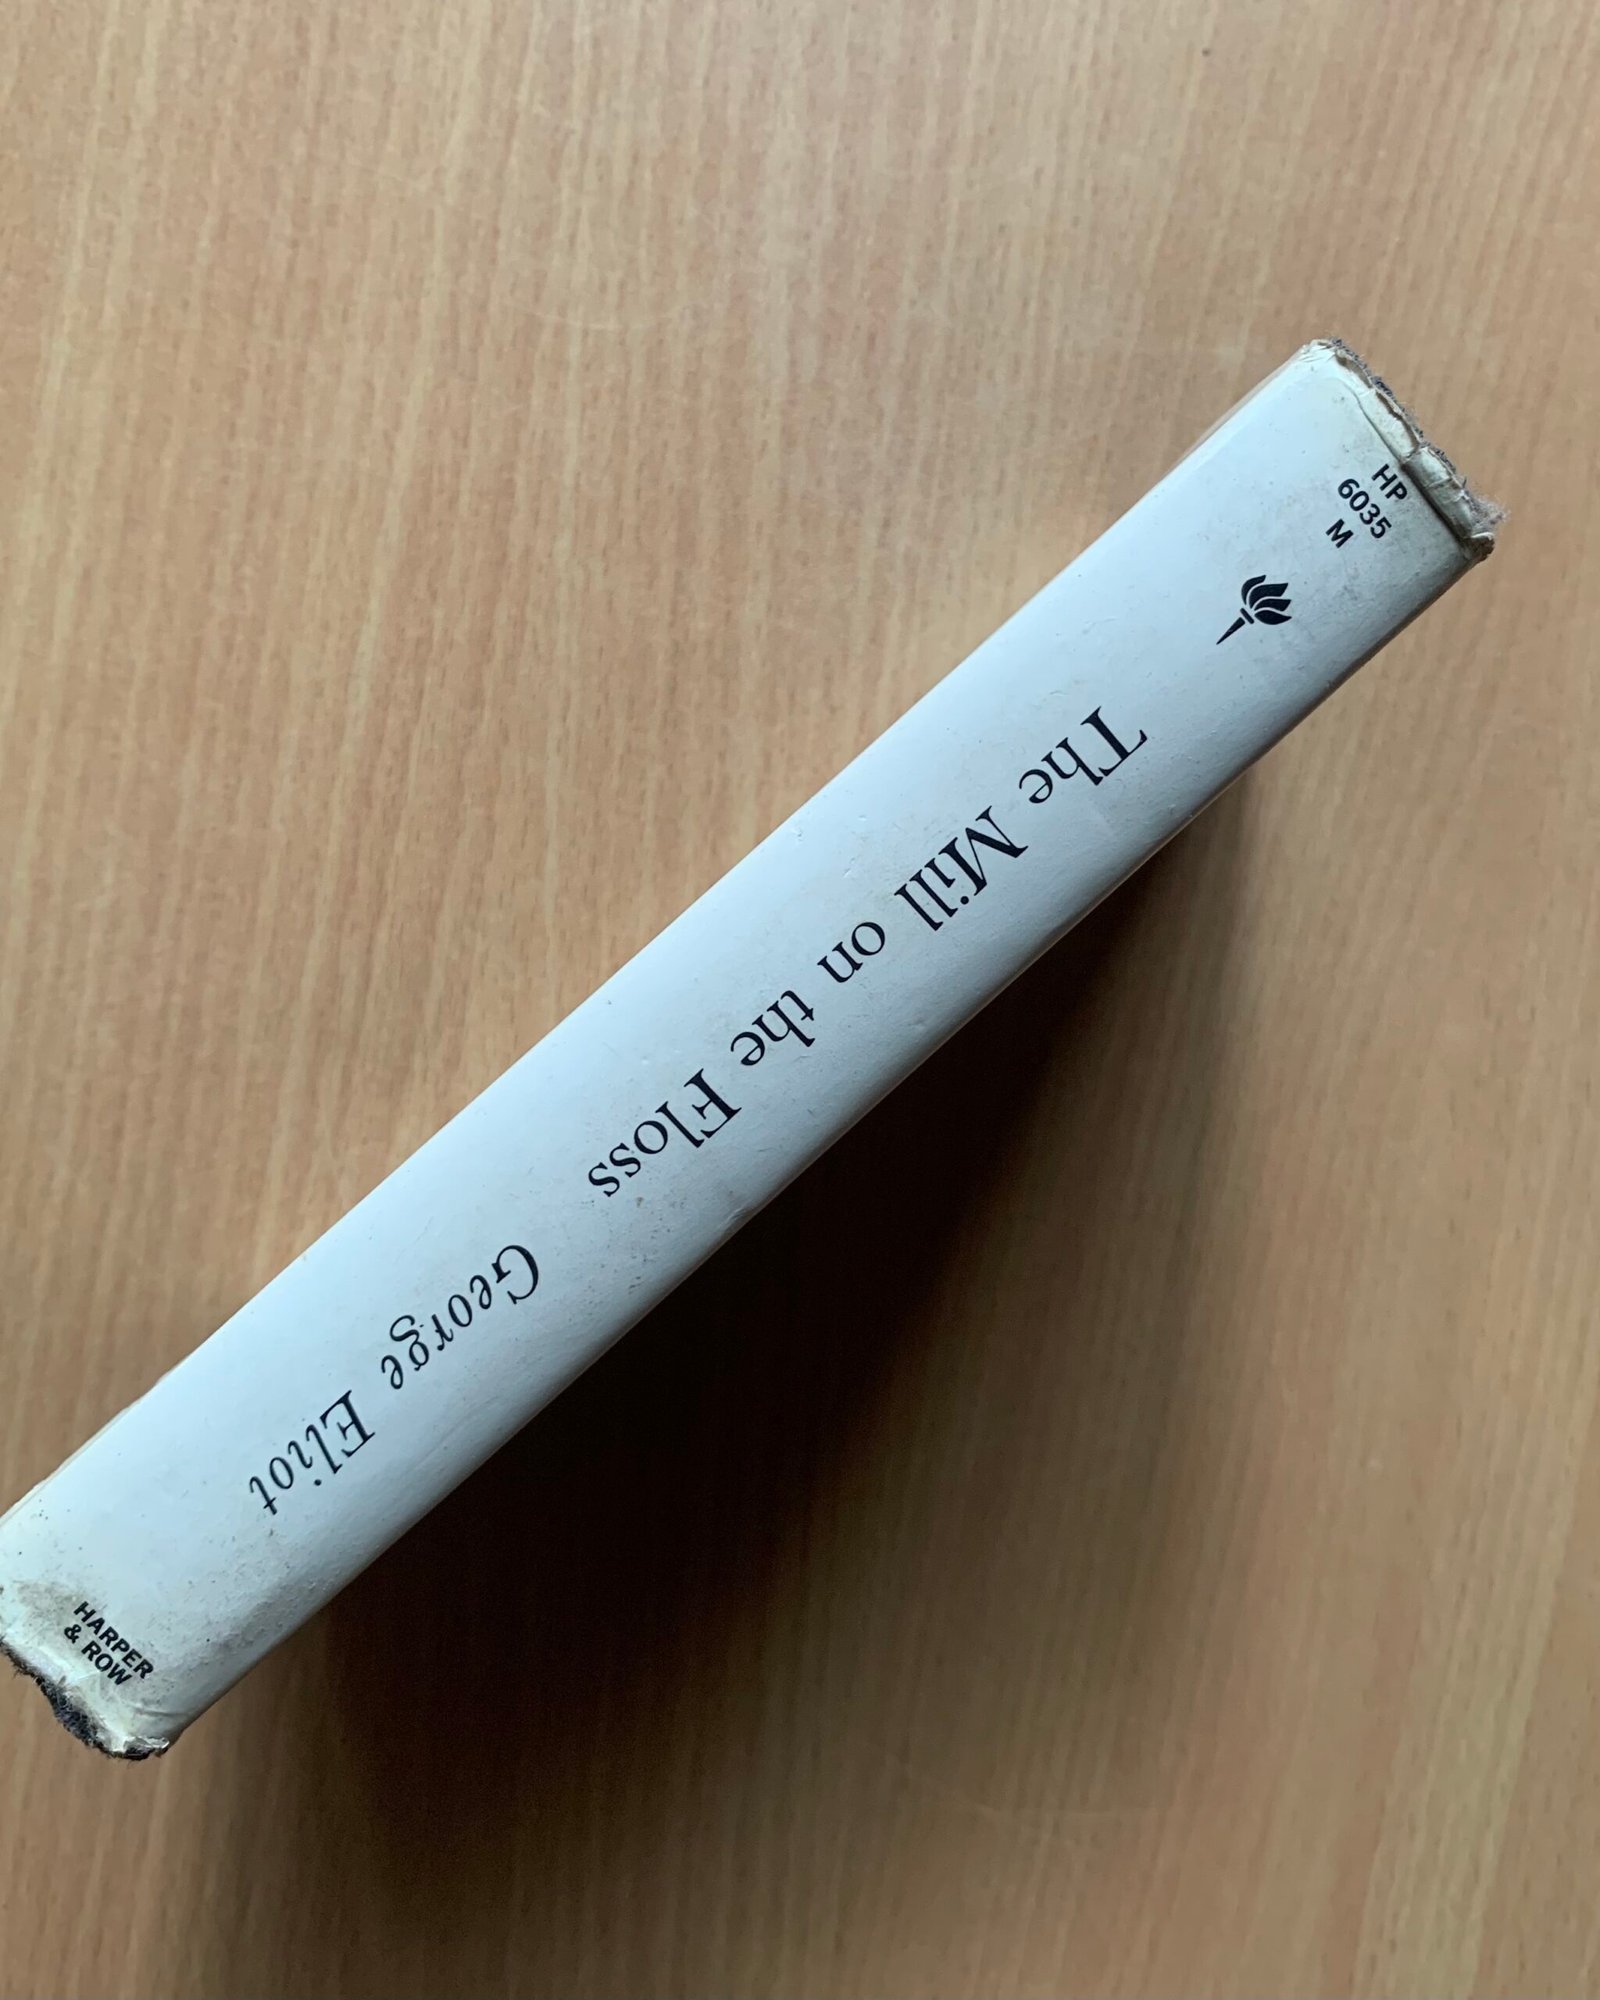 HP
6035
M
The Mill on the Floss
George Eliot
HARPER
& ROW